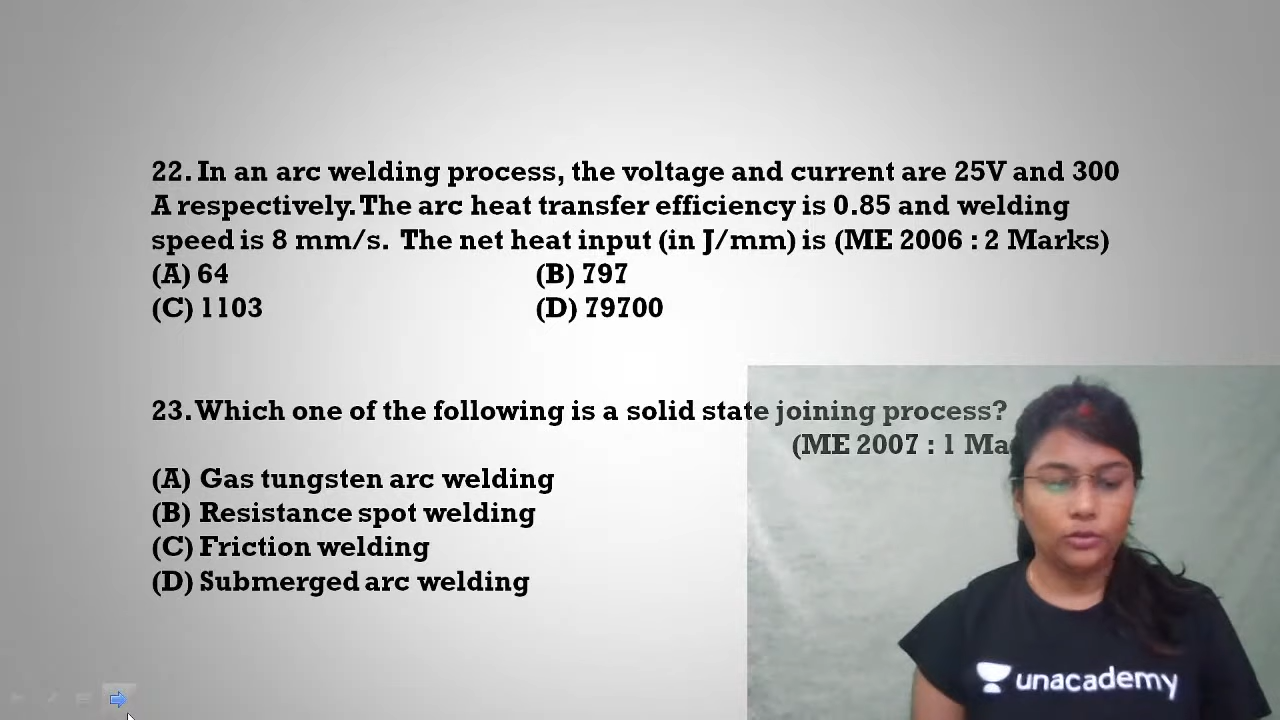 22. In an arc welding process, the voltage and current are 25V and 300
A respectively. The arc heat transfer efficiency is 0.85 and welding
speed is 8 mm/s. The net heat input (in J/mm) is (ME 2006 : 2 Marks)
(A) 64 (B) 797
(C) 1103 (D) 79700
23. Which one of the following is a solid state joining process?
(ME 2007 : 1 Ma
(A) Gas tungsten arc welding
(B) Resistance spot welding
(C) Friction welding
(D) Submerged arc welding
unacademy